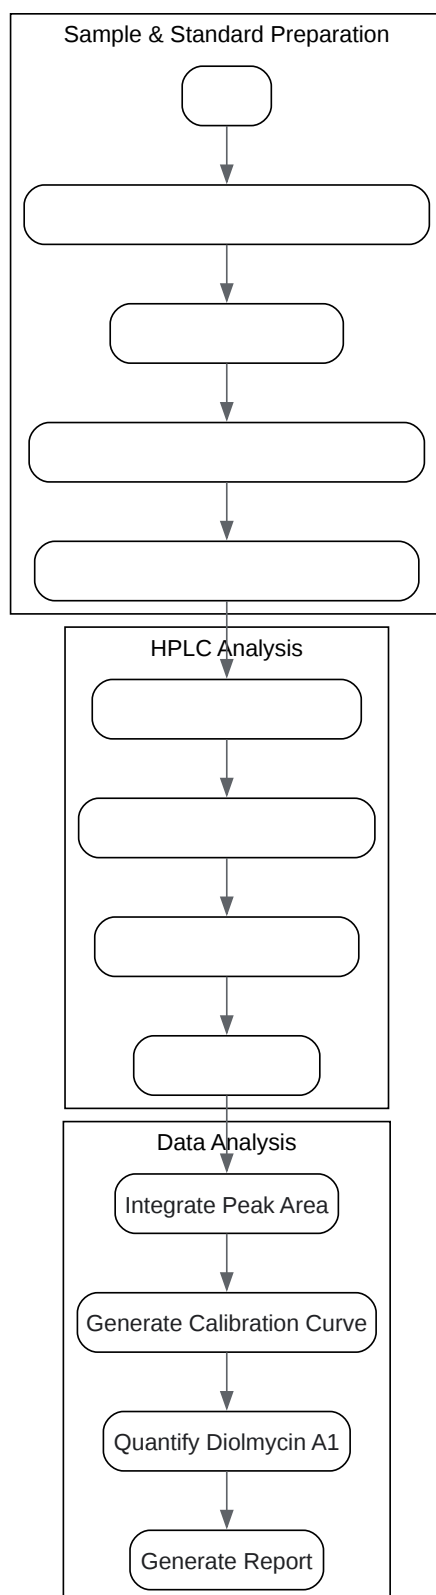 Sample & Standard Preparation
HPLC Analysis
Data Analysis
Integrate Peak Area
Generate Calibration Curve
Quantify Diolmycin A1
Generate Report